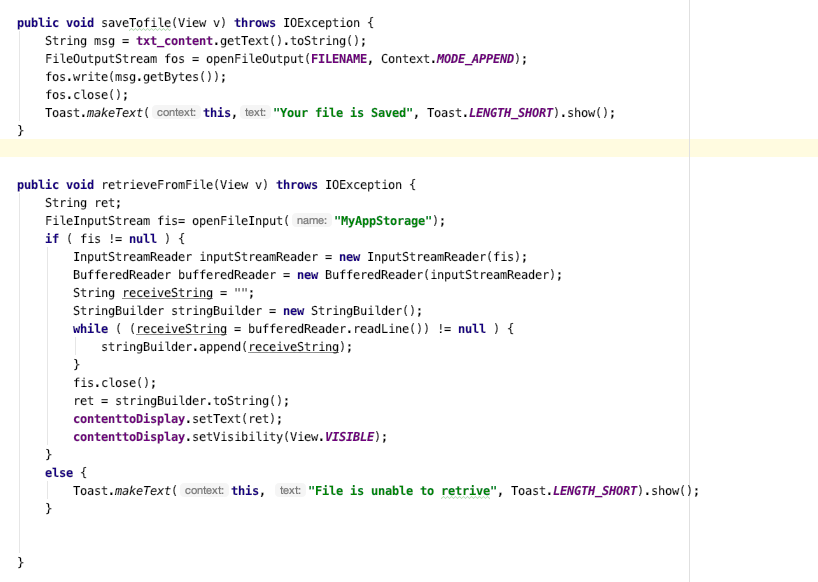 public void saveTofile(View v) throws IOException {
String msg = txt_content.getText().toString();
FileOutputStream fos = openFileOutput(FILENAME, Context.MODE_APPEND);
fos.write(msg.getBytes());
fos.close();
Toast.makeText( context: this, text: "Your file is Saved", Toast.LENGTH_SHORT).show();
}
public void retrieveFromFile(View v) throws IOException {
String ret;
FileInputStream fis= openFileInput( name: "MyAppStorage");
if ( fis != null ) {
InputStreamReader inputStreamReader = new InputStreamReader(fis);
BufferedReader bufferedReader = new BufferedReader(inputStreamReader);
String receiveString = "";
StringBuilder stringBuilder = new StringBuilder();
while ( (receiveString = bufferedReader.readLine()) != null ) {
stringBuilder.append(receiveString);
}
fis.close();
ret = stringBuilder.toString();
contenttoDisplay.setText(ret);
contenttoDisplay.setVisibility(View.VISIBLE);
}
else {
Toast.makeText( context: this, text: "File is unable to retrive", Toast.LENGTH_SHORT).show();
}
}